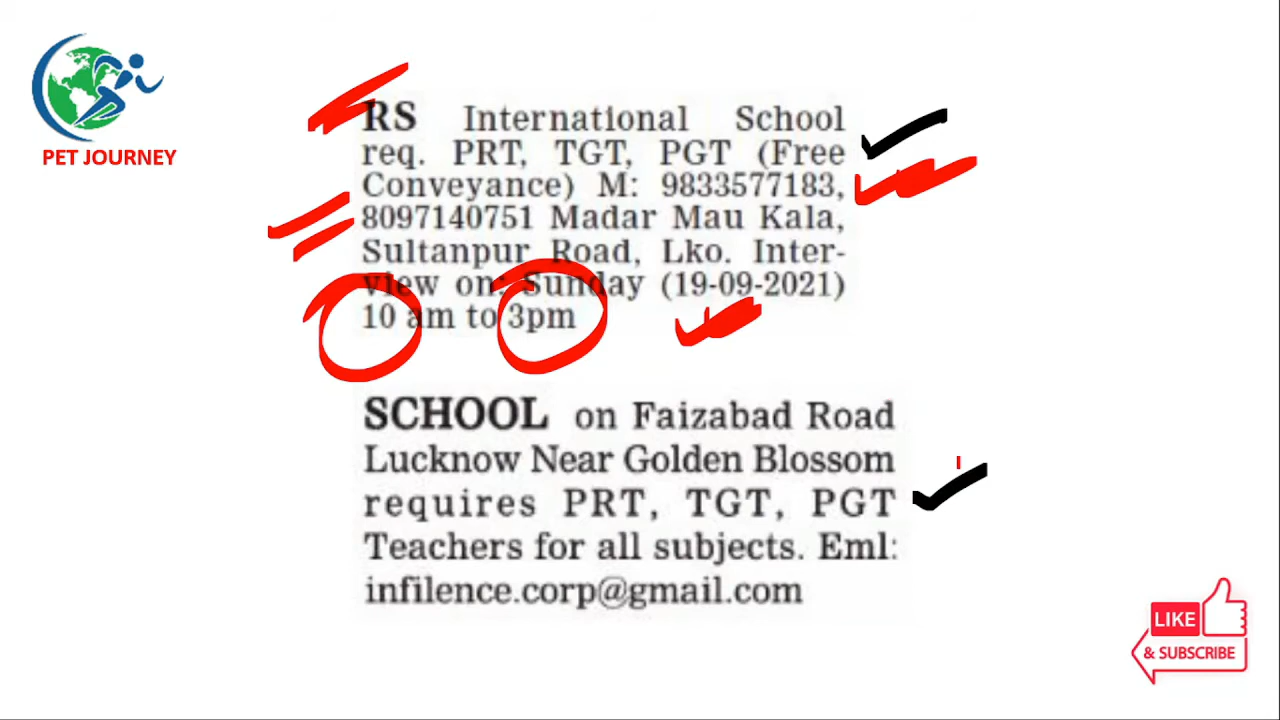 PET JOURNEY
RS International School
req. PRT, TGT, PGT (Free
Conveyance) M: 9833577183,
8097140751 Madar Mau Kala,
Sultanpur Road, Lko. Inter-
view on: Sunday (19-09-2021)
10 am to 3pm
SCHOOL on Faizabad Road
Lucknow Near Golden Blossom
requires PRT, TGT, PGT
Teachers for all subjects. Eml:
infilence.corp@gmail.com
LIKE
& SUBSCRIBE